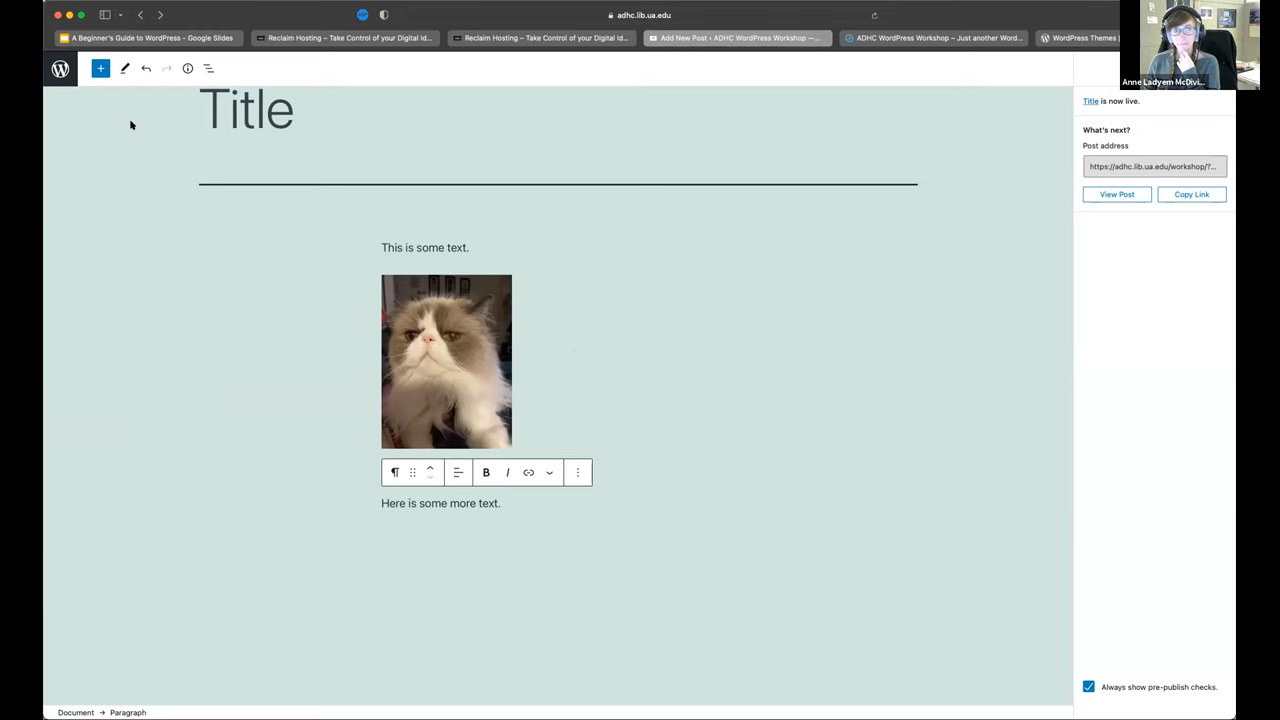 adhc.lib.ua.edu
A Beginner's Guide to WordPress - Google Slides
Reclaim Hosting – Take Control of your Digital Id...
Reclaim Hosting – Take Control of your Digital Id...
Add New Post ‹ ADHC WordPress Workshop —...
ADHC WordPress Workshop – Just another Word...
WordPress Themes |
Anne Ladyem McDivi...
Title
Title is now live.
What's next?
Post address
https://adhc.lib.ua.edu/workshop/?...
View Post
Copy Link
This is some text.
B I
Here is some more text.
Always show pre-publish checks.
Document → Paragraph